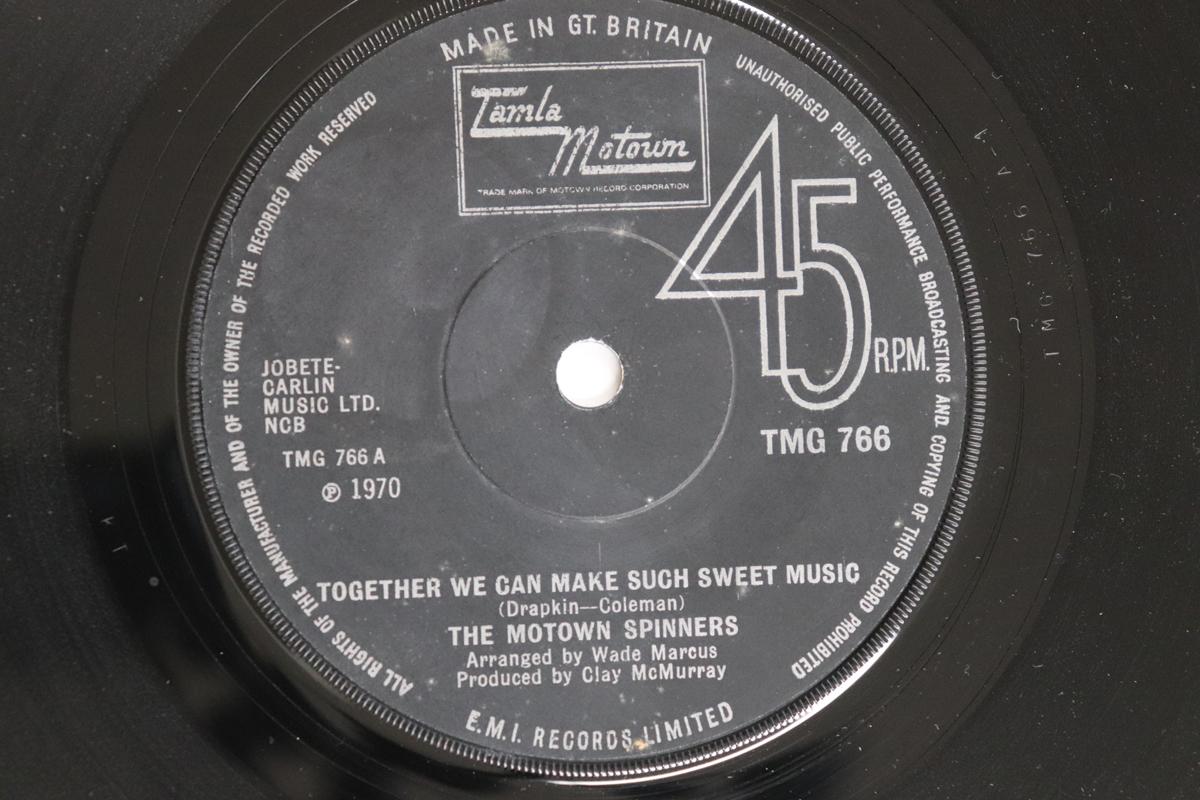 MADE IN GT. BRITAIN
UNAUTHORISED PUBLIC PERFORMANCE BROADCASTING AND COPYING OF THIS RECORD PROHIBITED
ALL RIGHTS OF THE MANUFACTURER AND OF THE OWNER OF THE RECORDED WORK RESERVED
Tamla
Motown
TRADE MARK OF MOTOWN RECORD CORPORATION
45
R.P.M.
TMG 766
JOBETE-
CARLIN
MUSIC LTD.
NCB
TMG 766 A
℗ 1970
TOGETHER WE CAN MAKE SUCH SWEET MUSIC
(Drapkin—Coleman)
THE MOTOWN SPINNERS
Arranged by Wade Marcus
Produced by Clay McMurray
E.M.I. RECORDS LIMITED
TMG 766 A-1